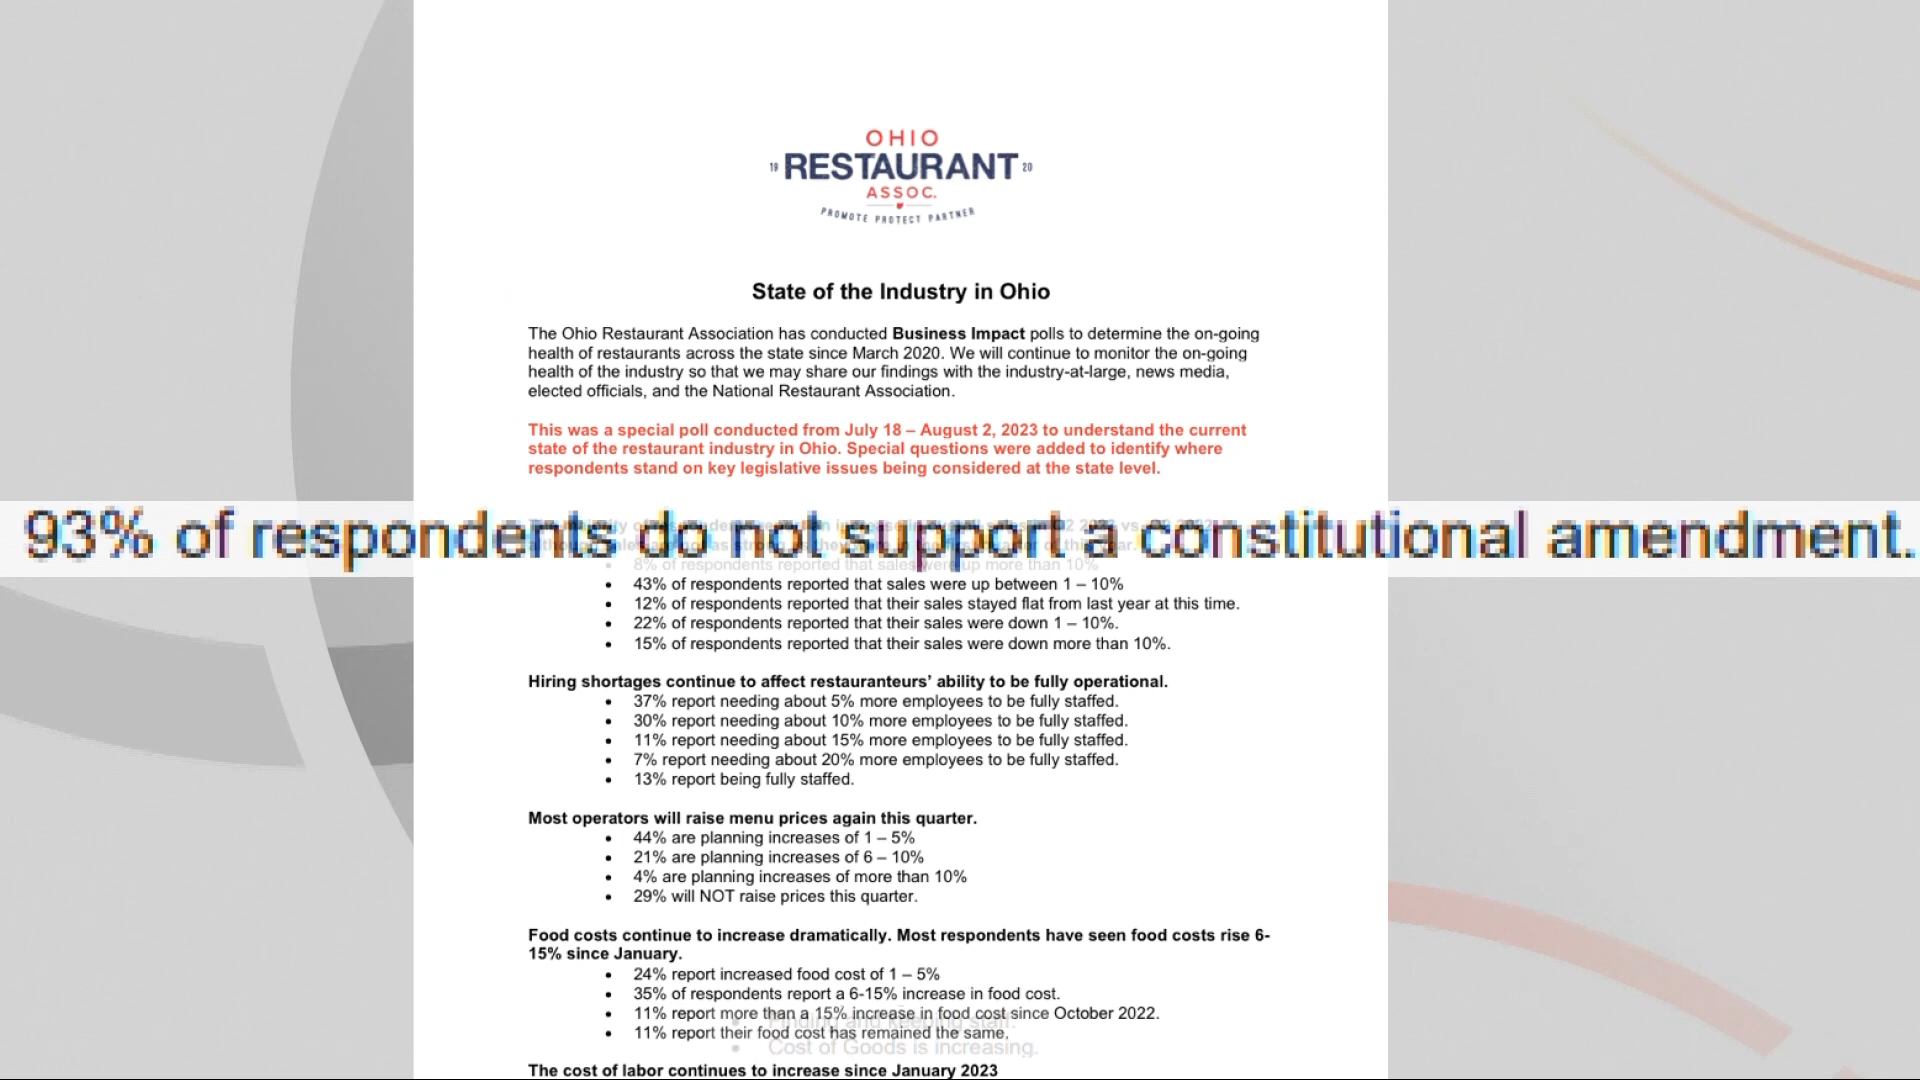 OHIO
19 RESTAURANT 20
ASSOC.
PROMOTE PROTECT PARTNER
State of the Industry in Ohio
The Ohio Restaurant Association has conducted Business Impact polls to determine the on-going
health of restaurants across the state since March 2020. We will continue to monitor the on-going
health of the industry so that we may share our findings with the industry-at-large, news media,
elected officials, and the National Restaurant Association.
This was a special poll conducted from July 18 – August 2, 2023 to understand the current
state of the restaurant industry in Ohio. Special questions were added to identify where
respondents stand on key legislative issues being considered at the state level.
93% of respondents do not support a constitutional amendment.
8% of respondents reported that sales were up more than 10%
• 43% of respondents reported that sales were up between 1 – 10%
• 12% of respondents reported that their sales stayed flat from last year at this time.
• 22% of respondents reported that their sales were down 1 – 10%.
• 15% of respondents reported that their sales were down more than 10%.
Hiring shortages continue to affect restauranteurs’ ability to be fully operational.
• 37% report needing about 5% more employees to be fully staffed.
• 30% report needing about 10% more employees to be fully staffed.
• 11% report needing about 15% more employees to be fully staffed.
• 7% report needing about 20% more employees to be fully staffed.
• 13% report being fully staffed.
Most operators will raise menu prices again this quarter.
• 44% are planning increases of 1 – 5%
• 21% are planning increases of 6 – 10%
• 4% are planning increases of more than 10%
• 29% will NOT raise prices this quarter.
Food costs continue to increase dramatically. Most respondents have seen food costs rise 6-
15% since January.
• 24% report increased food cost of 1 – 5%
• 35% of respondents report a 6-15% increase in food cost.
• 11% report more than a 15% increase in food cost since October 2022.
• Finding and keeping staff.
• 11% report their food cost has remained the same.
• Cost of Goods is increasing.
The cost of labor continues to increase since January 2023